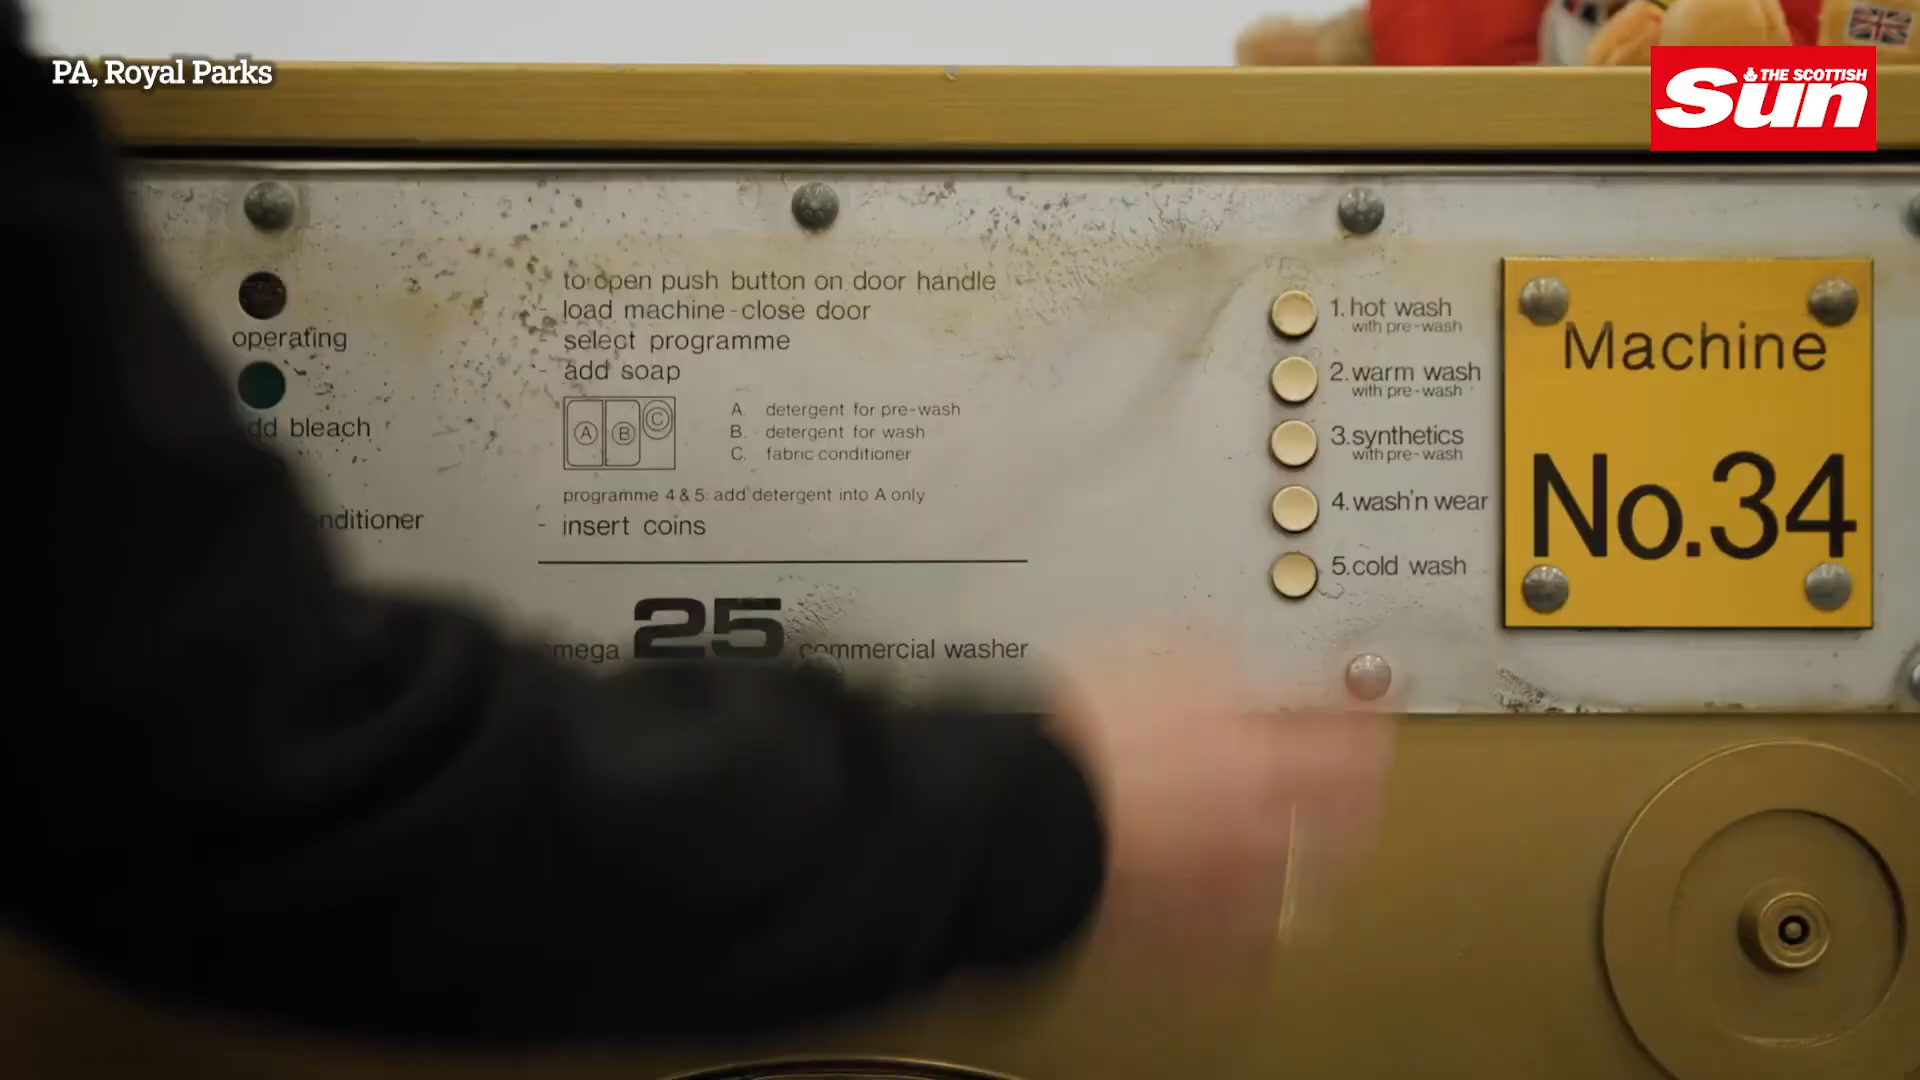 PA, Royal Parks
THE SCOTTISH
Sun
operating
dd bleach
nditioner
to open push button on door handle
- load machine-close door
- select programme
- add soap
A B C
A. detergent for pre-wash
B. detergent for wash
C. fabric conditioner
programme 4 & 5: add detergent into A only
- insert coins
mega 25 commercial washer
1. hot wash
with pre-wash
2. warm wash
with pre-wash
3. synthetics
with pre-wash
4. wash'n wear
5. cold wash
Machine
No.34